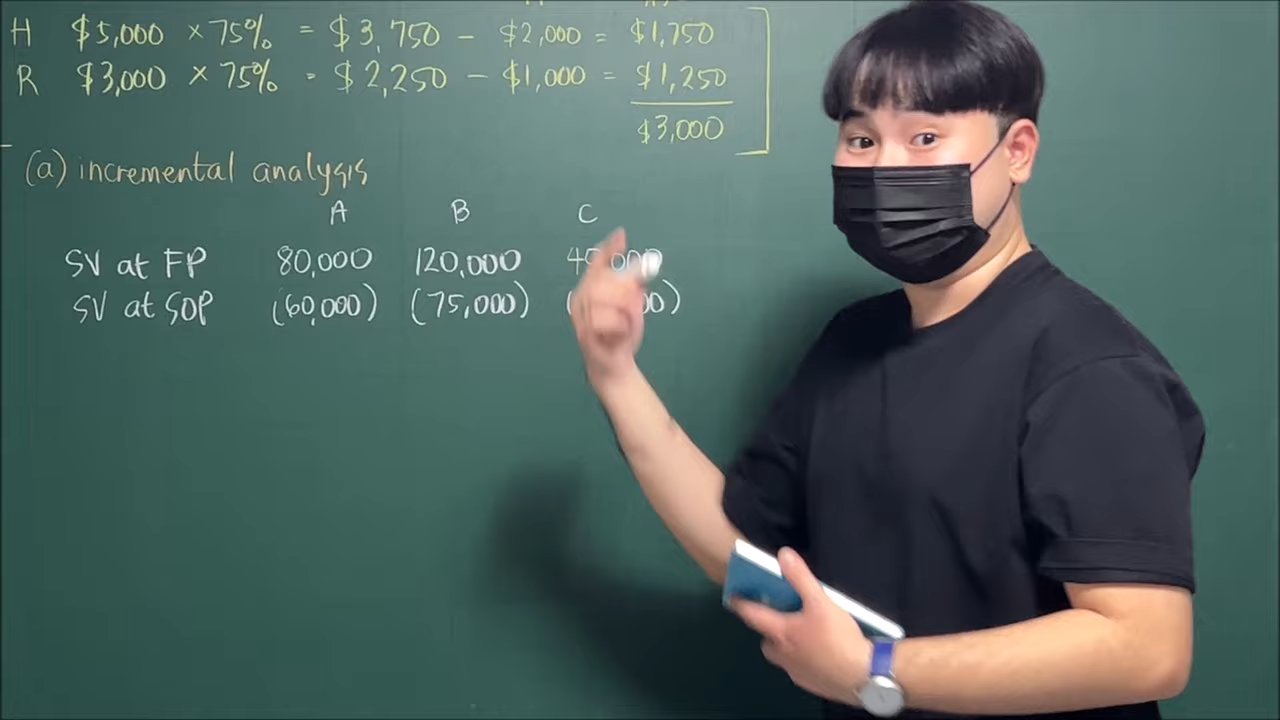 H $5,000 × 75% = $3,750 − $2,000 = $1,750
R $3,000 × 75% = $2,250 − $1,000 = $1,250
$3,000
(a) incremental analysis
A B C
SV at FP 80,000 120,000
SV at SOP (60,000) (75,000)